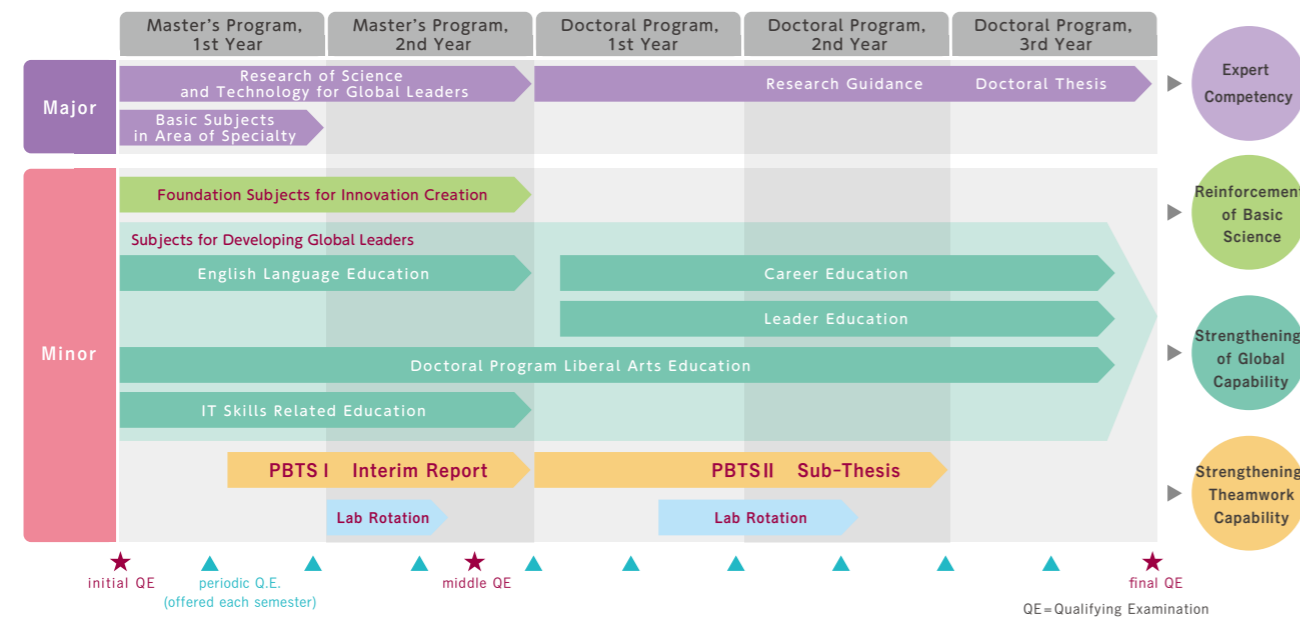 Master's Program,
1st Year
Master's Program,
2nd Year
Doctoral Program,
1st Year
Doctoral Program,
2nd Year
Doctoral Program,
3rd Year
Major
Research of Science
and Technology for Global Leaders
Research Guidance
Doctoral Thesis
Basic Subjects
in Area of Specialty
Expert
Competency
Minor
Foundation Subjects for Innovation Creation
Reinforcement
of Basic
Science
Subjects for Developing Global Leaders
English Language Education
Career Education
Leader Education
Doctoral Program Liberal Arts Education
IT Skills Related Education
Strengthening
of Global
Capability
PBTS I Interim Report
PBTS II Sub-Thesis
Lab Rotation
Lab Rotation
Strengthening
Theamwork
Capability
initial QE
periodic Q.E.
(offered each semester)
middle QE
final QE
QE=Qualifying Examination